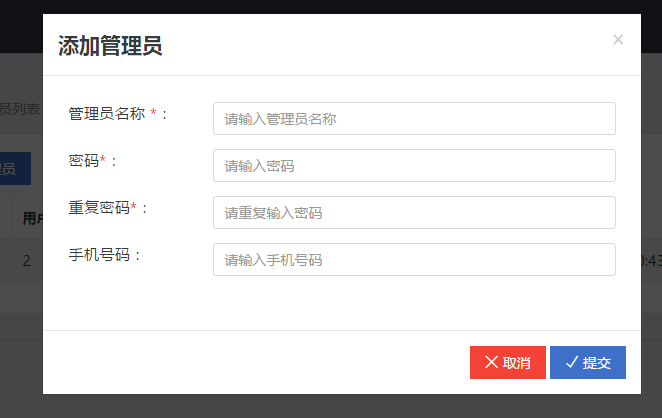 添加管理员
×
员列表
管理员名称 *：
请输入管理员名称
理员
密码*：
请输入密码
重复密码*：
请重复输入密码
用户
手机号码：
请输入手机号码
2
0:43
取消 提交